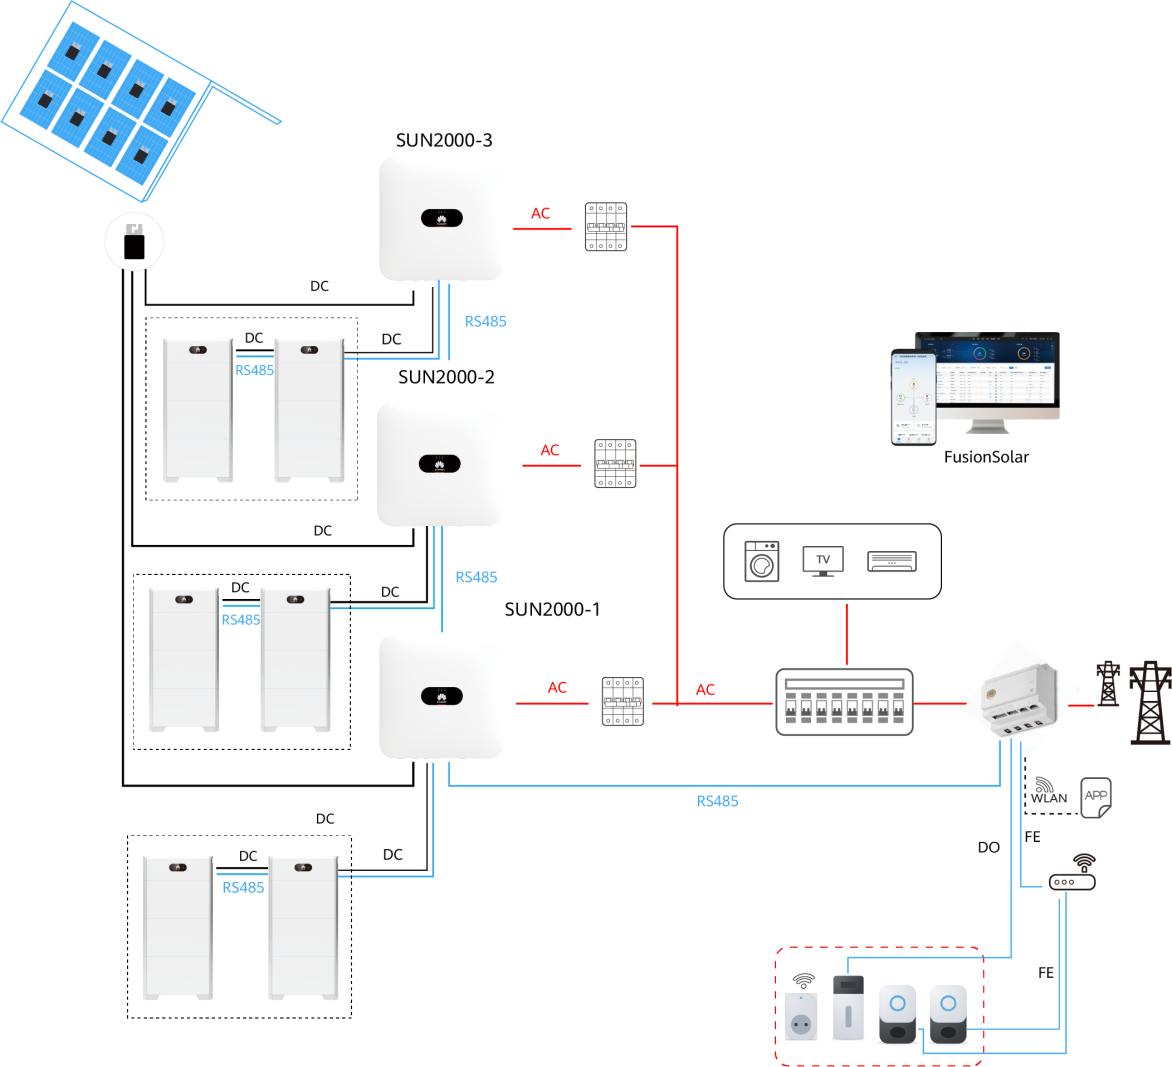 SUN2000-3
AC
DC
RS485
DC
DC
RS485
SUN2000-2
AC
FusionSolar
DC
TV
RS485
DC
DC
SUN2000-1
RS485
AC
AC
RS485
WLAN
APP
DC
FE
DO
DC
DC
RS485
FE